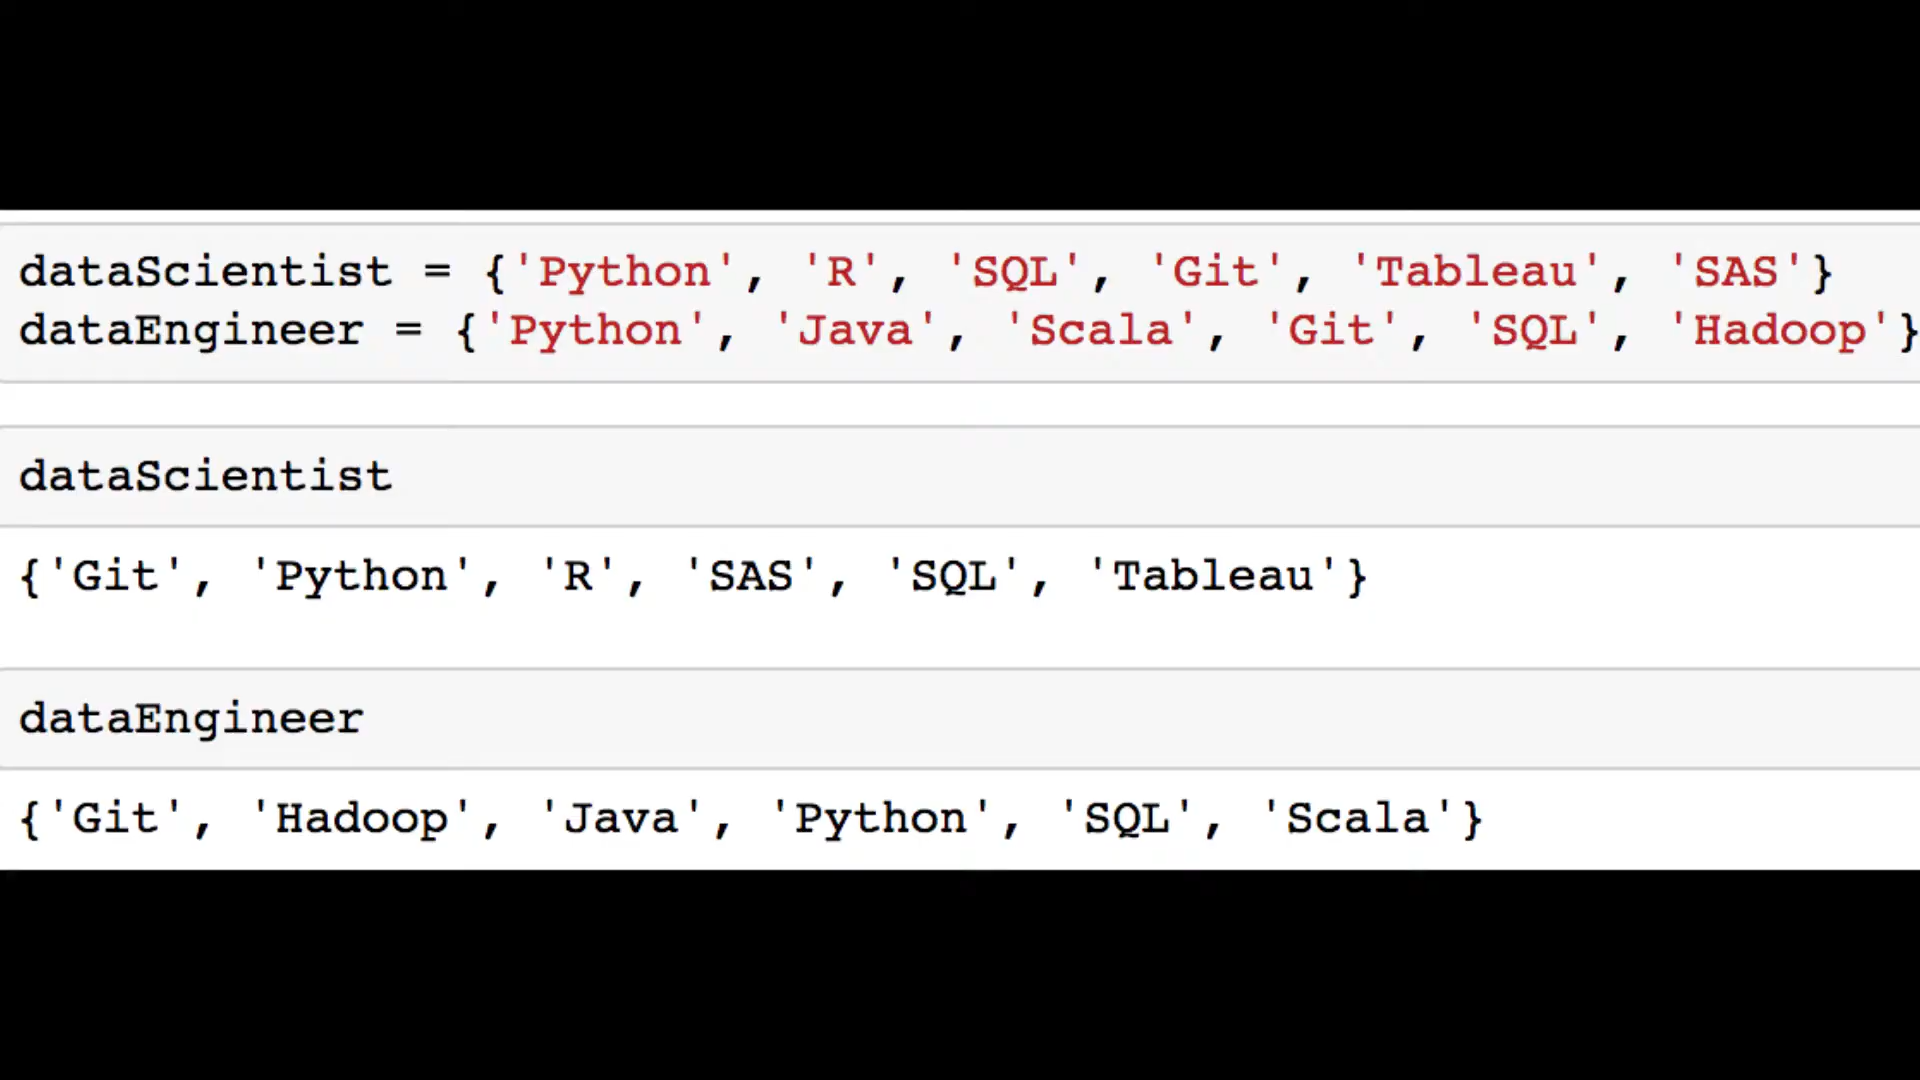 dataScientist = {'Python', 'R', 'SQL', 'Git', 'Tableau', 'SAS'}
dataEngineer = {'Python', 'Java', 'Scala', 'Git', 'SQL', 'Hadoop'}
dataScientist
{'Git', 'Python', 'R', 'SAS', 'SQL', 'Tableau'}
dataEngineer
{'Git', 'Hadoop', 'Java', 'Python', 'SQL', 'Scala'}